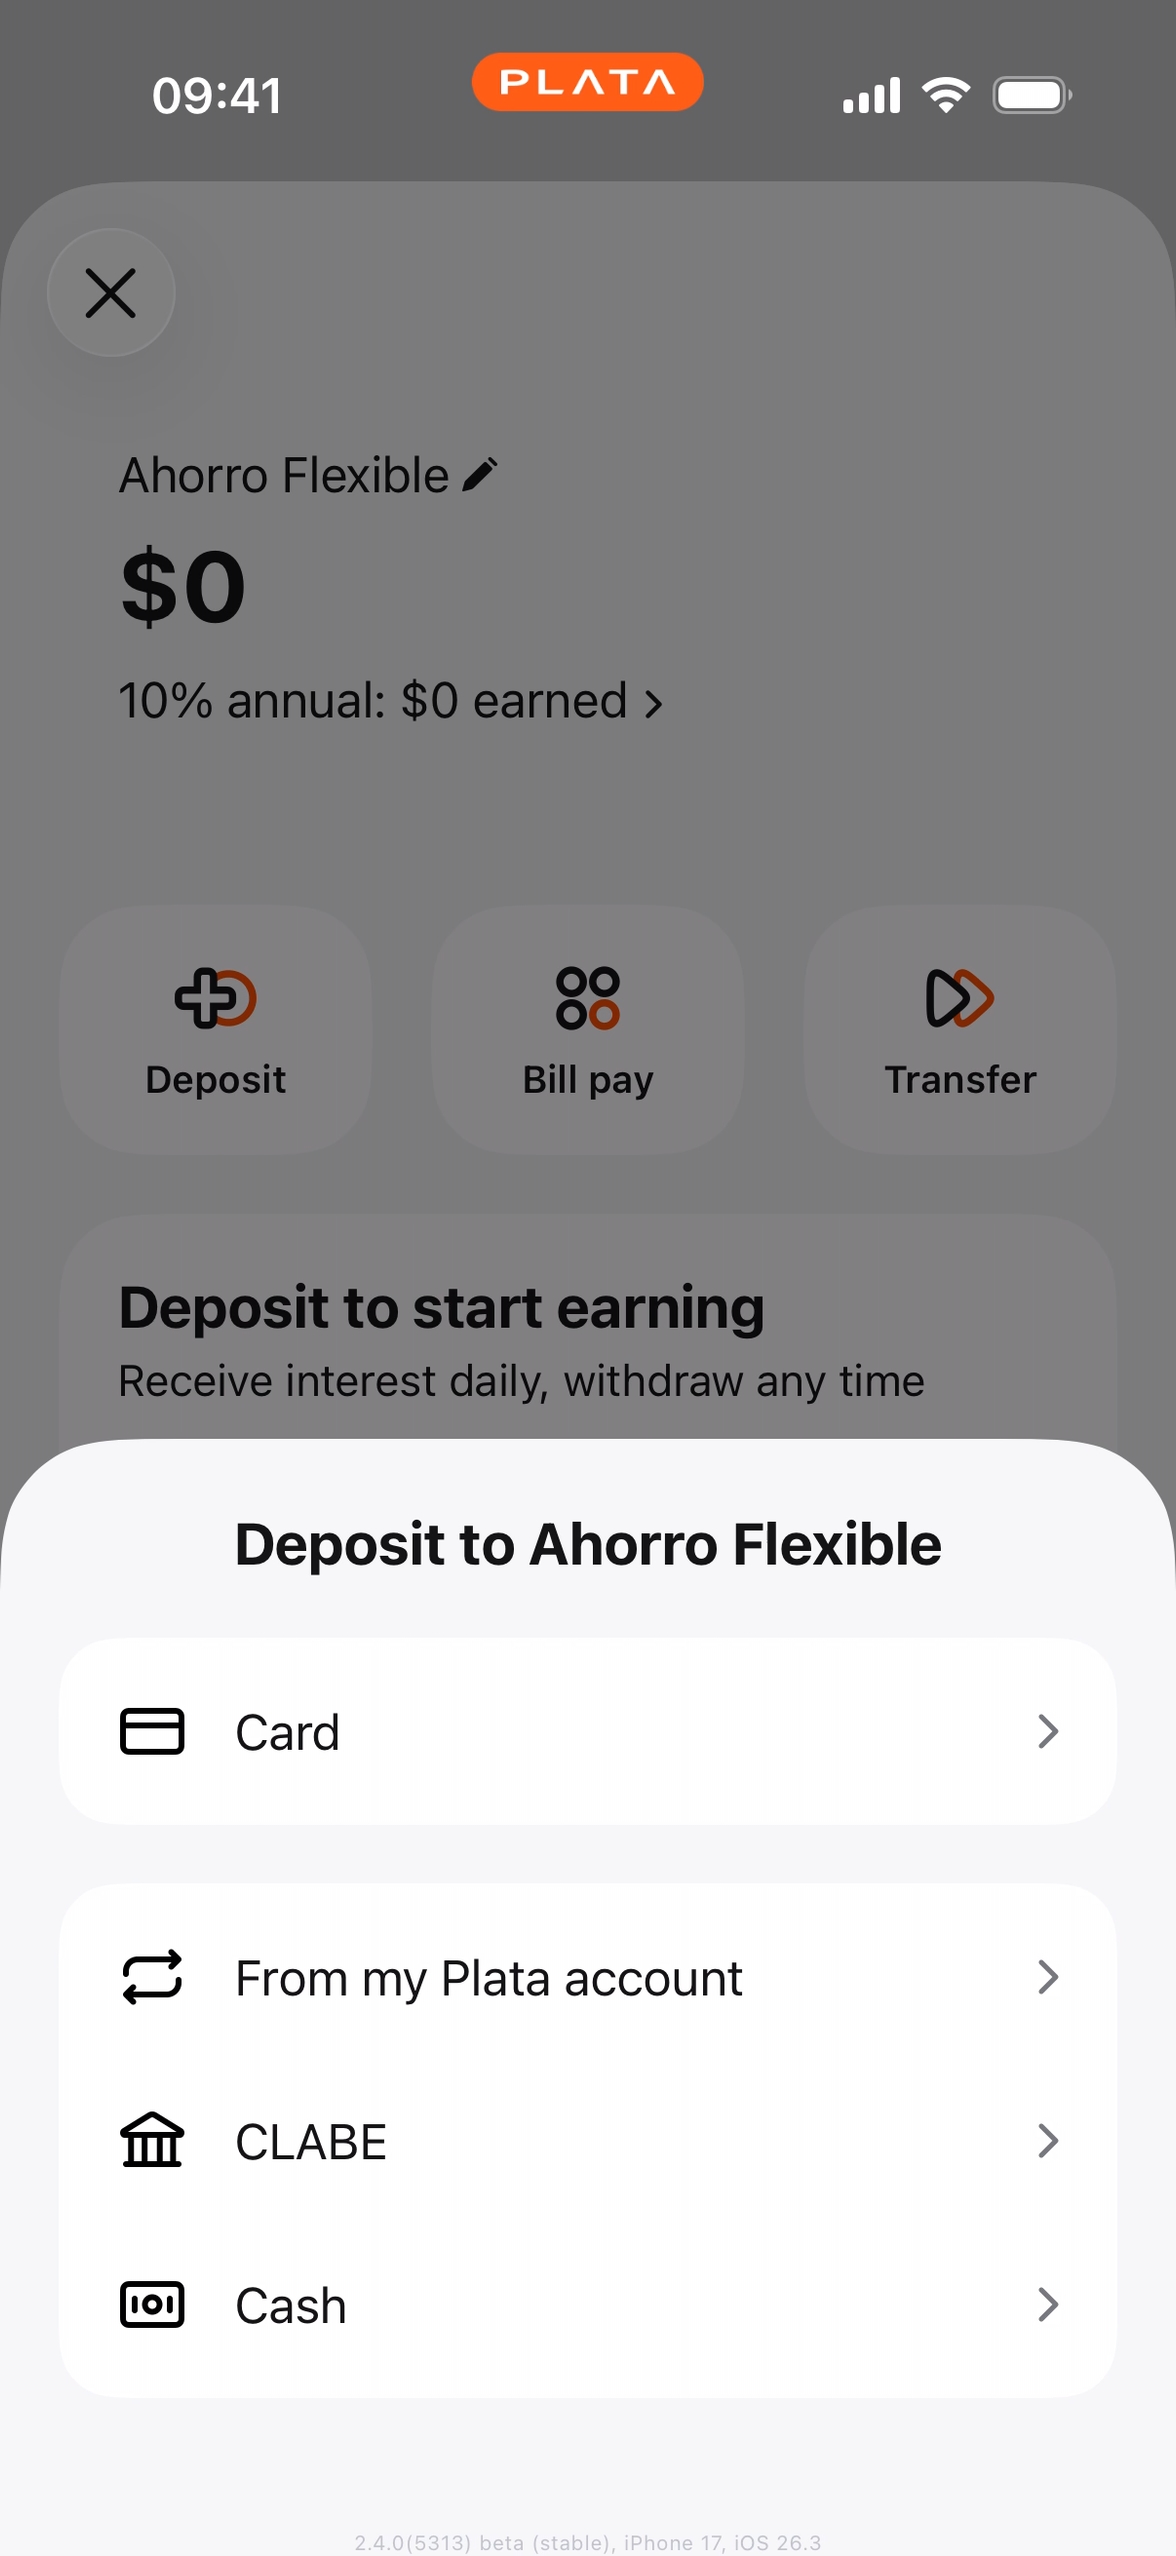 09:41
PLATA
Ahorro Flexible
$0
10% annual: $0 earned
Deposit
Bill pay
Transfer
Deposit to start earning
Receive interest daily, withdraw any time
Deposit to Ahorro Flexible
Card
From my Plata account
CLABE
Cash
2.4.0(5313) beta (stable), iPhone 17, iOS 26.3